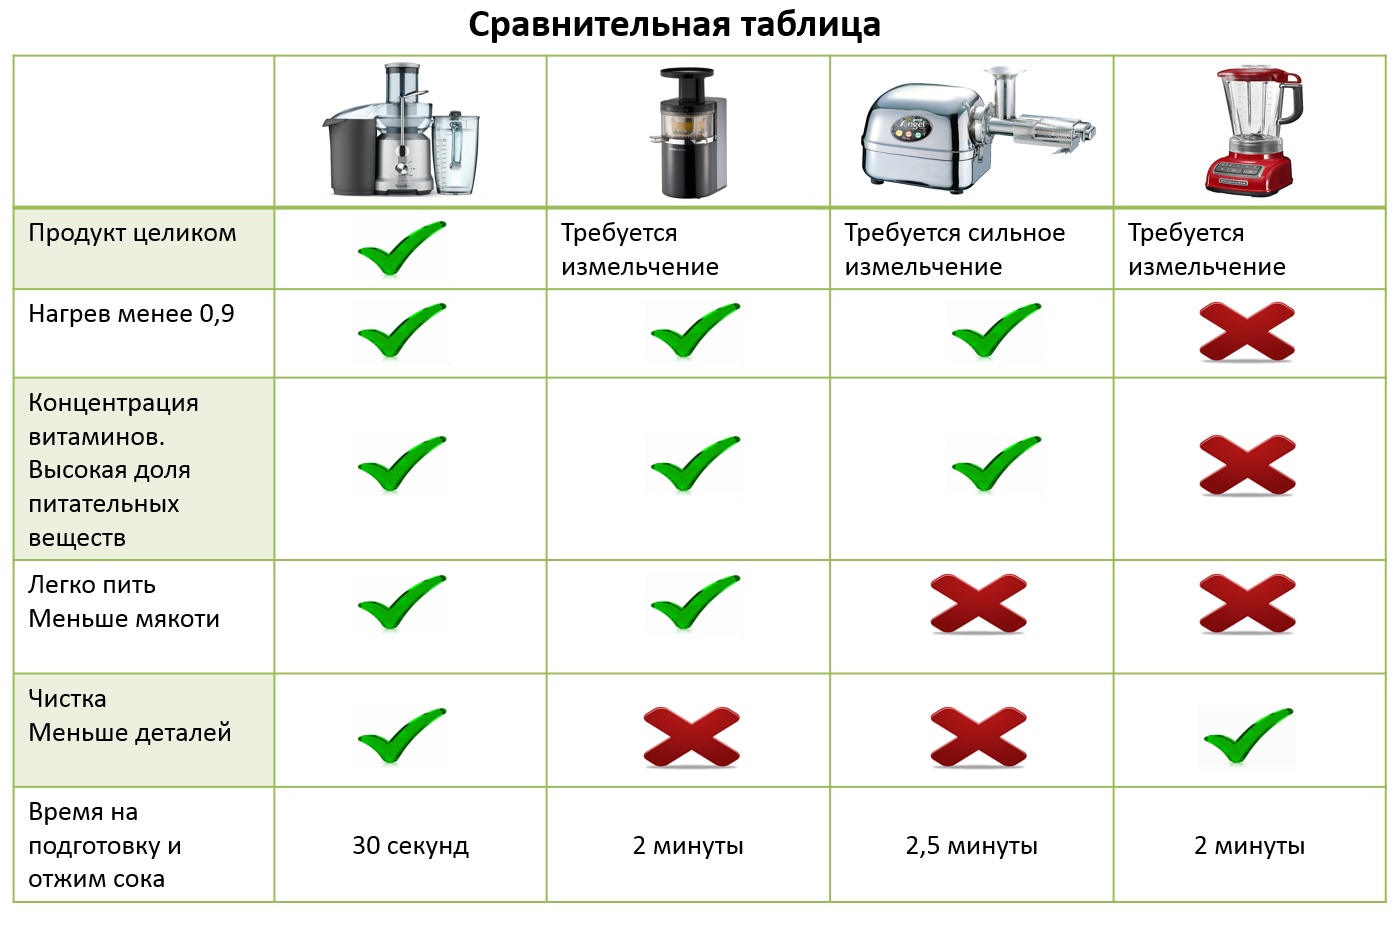 Сравнительная таблица
Angel
Продукт целиком
Требуется
измельчение
Требуется сильное
измельчение
Требуется
измельчение
Нагрев менее 0,9
Концентрация
витаминов.
Высокая доля
питательных
веществ
Легко пить
Меньше мякоти
Чистка
Меньше деталей
Время на
подготовку и
отжим сока
30 секунд
2 минуты
2,5 минуты
2 минуты